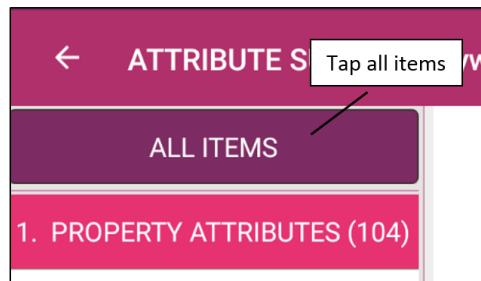 ATTRIBUTE
Tap all items
ALL ITEMS
1. PROPERTY ATTRIBUTES (104)